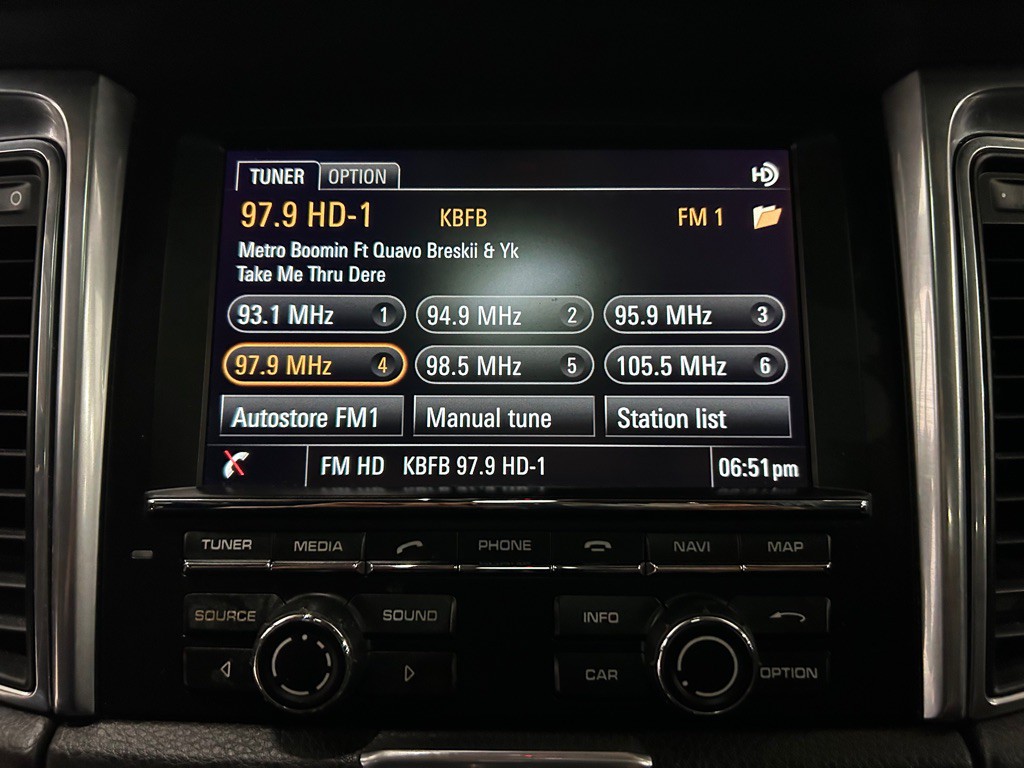 TUNER OPTION HD
97.9 HD-1 KBFB FM 1
Metro Boomin Ft Quavo Breskii & Yk
Take Me Thru Dere
93.1 MHz 1 94.9 MHz 2 95.9 MHz 3
97.9 MHz 4 98.5 MHz 5 105.5 MHz 6
Autostore FM1 Manual tune Station list
FM HD KBFB 97.9 HD-1 06:51pm
TUNER MEDIA PHONE NAVI MAP
SOURCE SOUND INFO
CAR OPTION